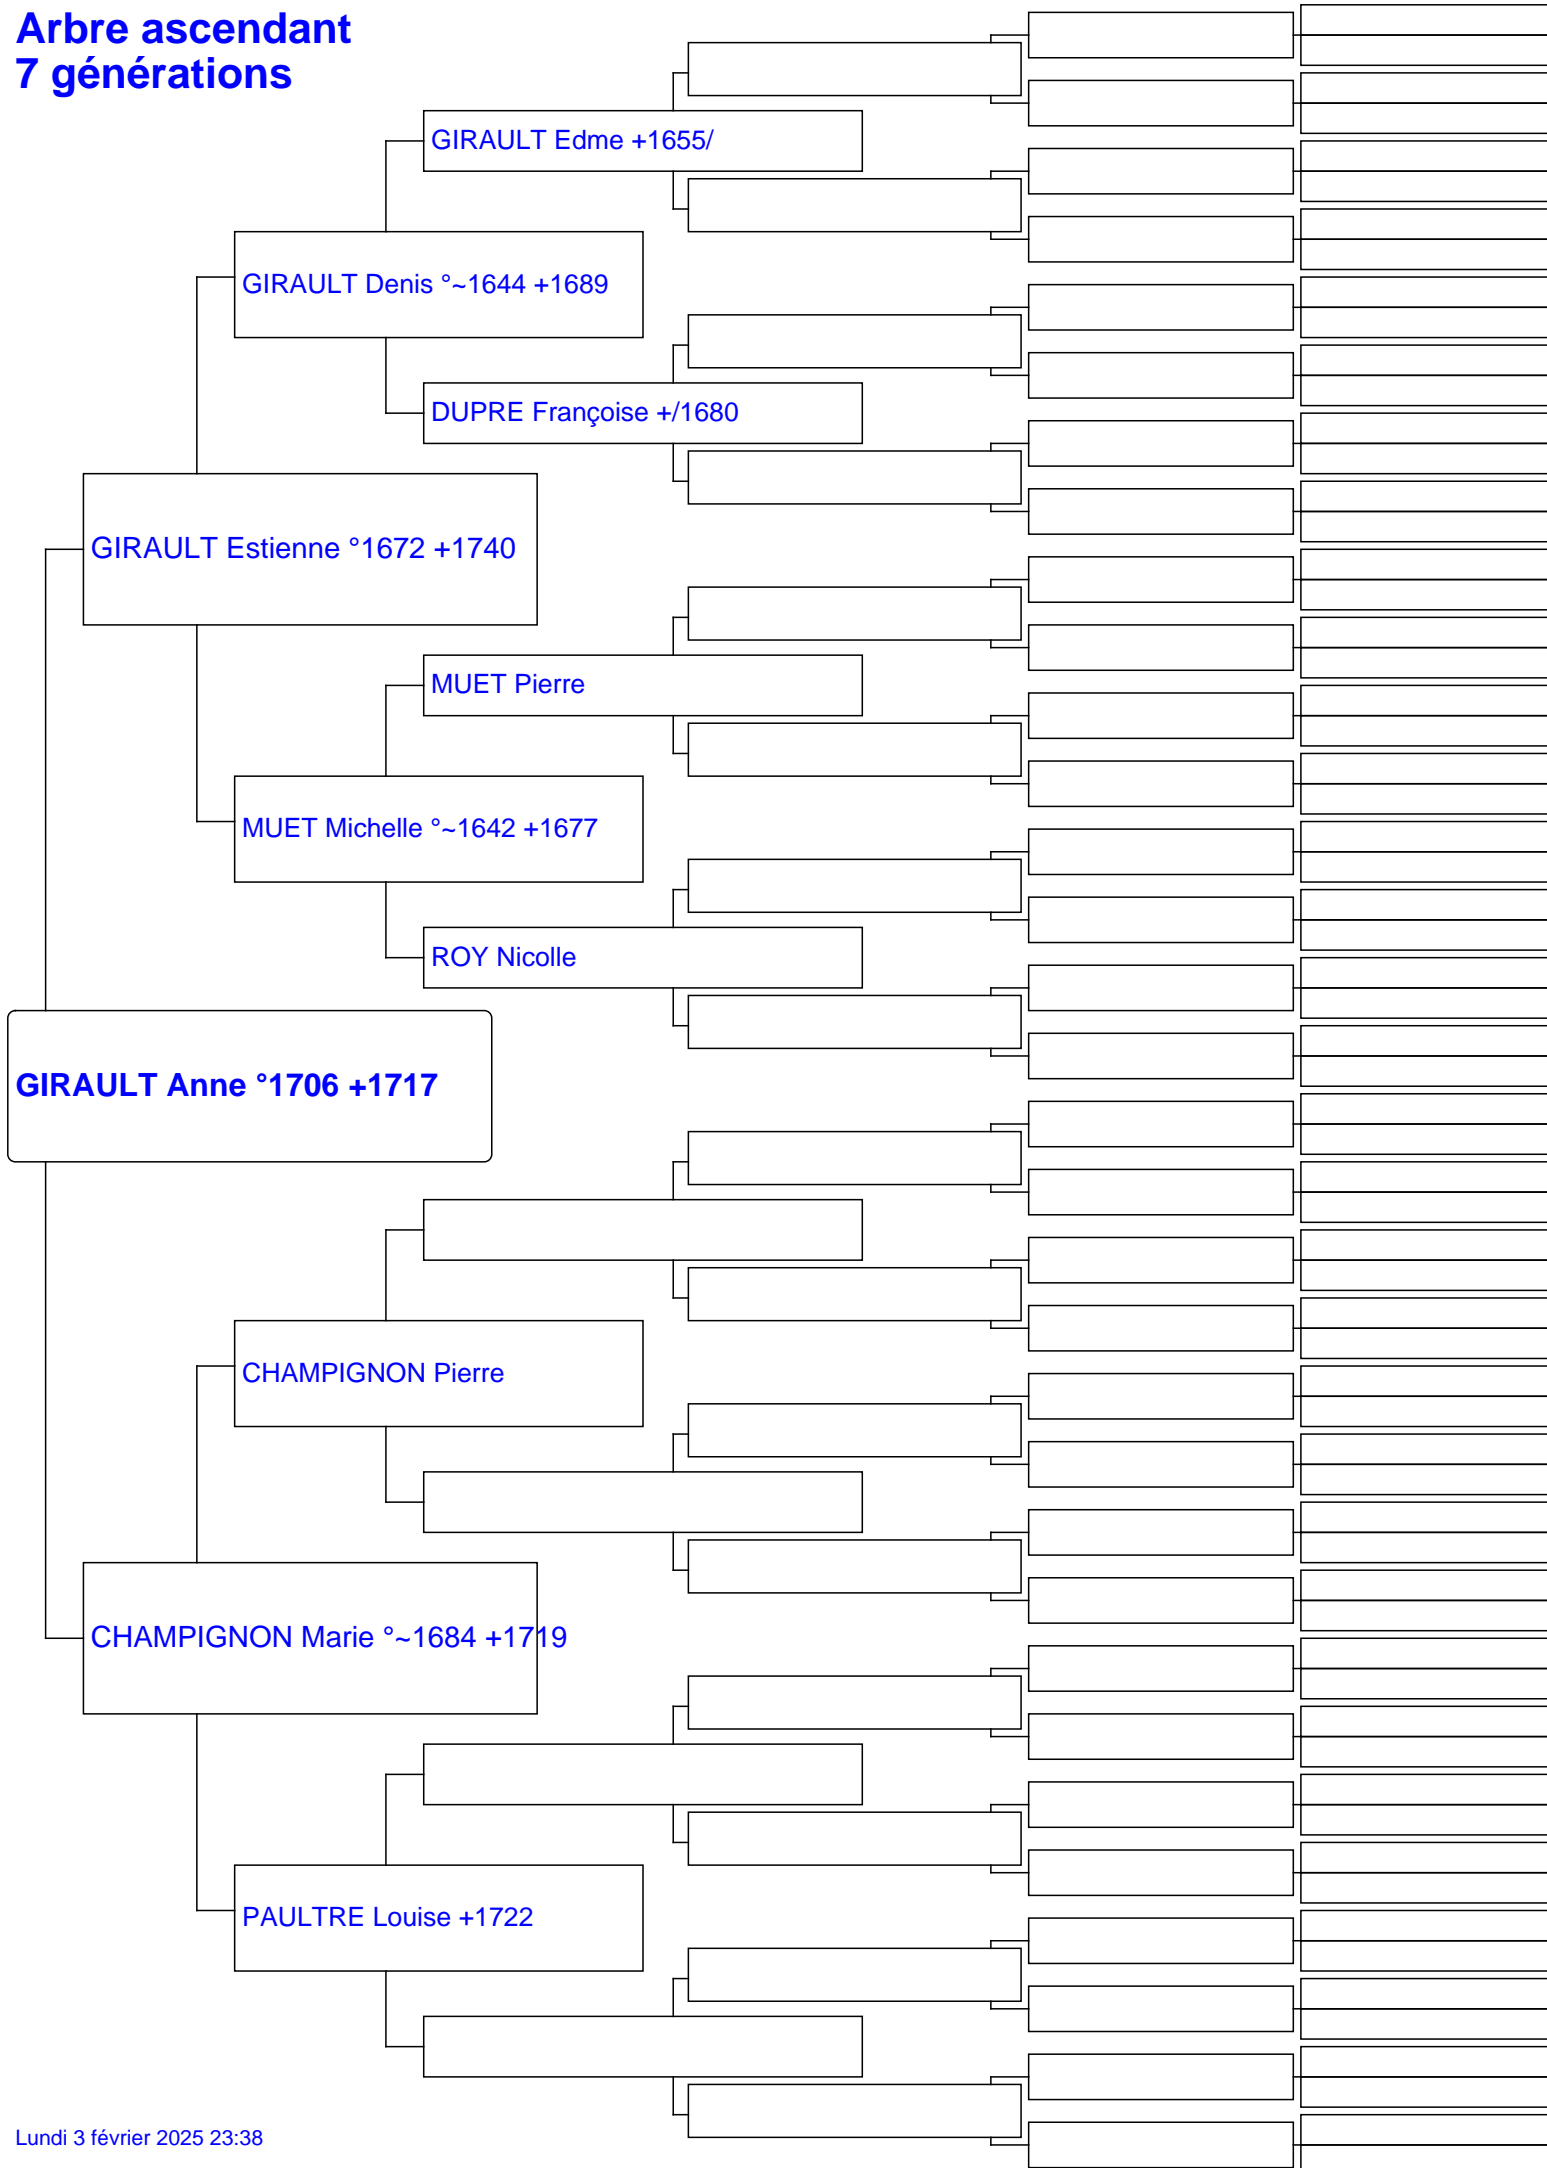 Arbre ascendant
7 générations
GIRAULT Edme +1655/
GIRAULT Denis °~1644 +1689
DUPRE Françoise +/1680
GIRAULT Estienne °1672 +1740
MUET Pierre
MUET Michelle °~1642 +1677
ROY Nicolle
GIRAULT Anne °1706 +1717
CHAMPIGNON Pierre
CHAMPIGNON Marie °~1684 +1719
PAULTRE Louise +1722
Lundi 3 février 2025 23:38